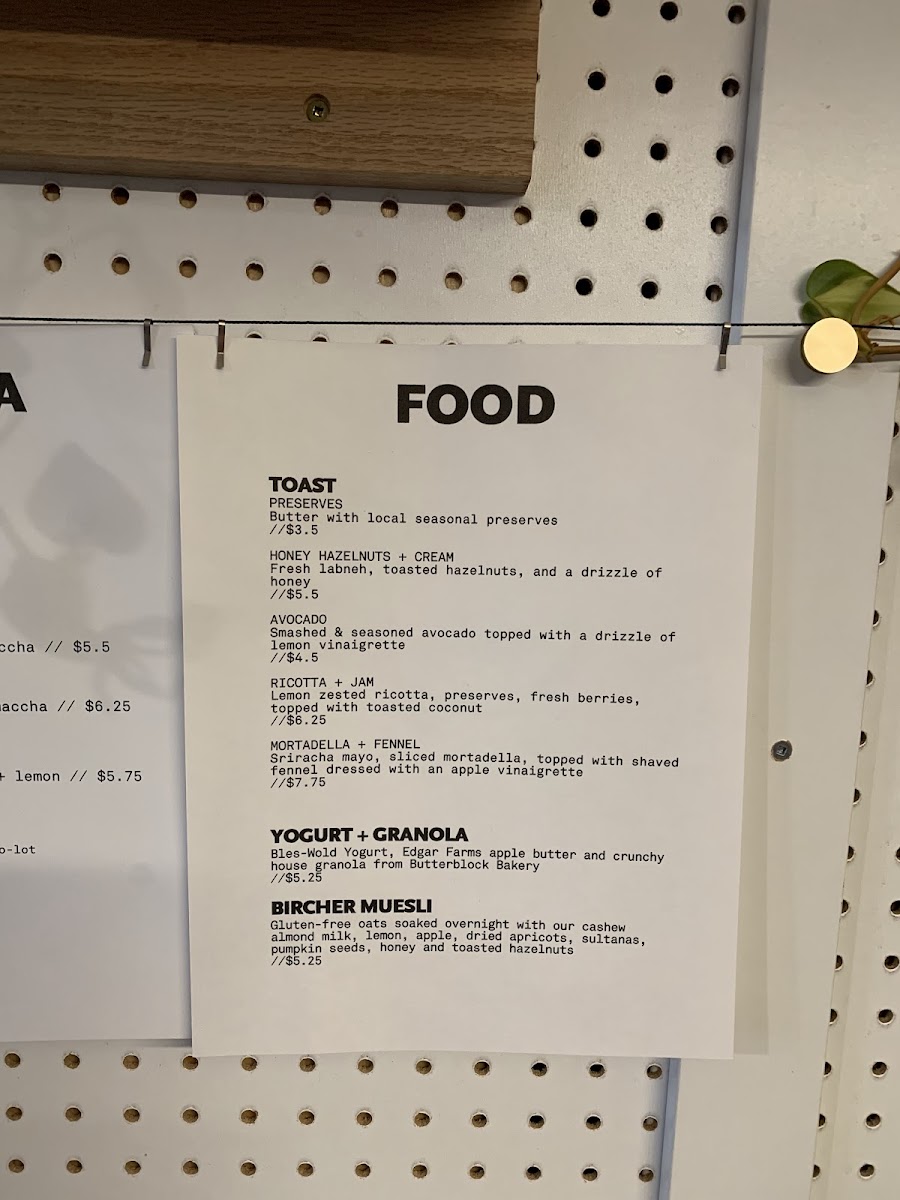 A
ccha // $5.5
accha // $6.25
+ lemon // $5.75
o-lot
FOOD
TOAST
PRESERVES
Butter with local seasonal preserves
//$3.5
HONEY HAZELNUTS + CREAM
Fresh labneh, toasted hazelnuts, and a drizzle of
honey
//$5.5
AVOCADO
Smashed & seasoned avocado topped with a drizzle of
lemon vinaigrette
//$4.5
RICOTTA + JAM
Lemon zested ricotta, preserves, fresh berries,
topped with toasted coconut
//$6.25
MORTADELLA + FENNEL
Sriracha mayo, sliced mortadella, topped with shaved
fennel dressed with an apple vinaigrette
//$7.75
YOGURT + GRANOLA
Bles-Wold Yogurt, Edgar Farms apple butter and crunchy
house granola from Butterblock Bakery
//$5.25
BIRCHER MUESLI
Gluten-free oats soaked overnight with our cashew
almond milk, lemon, apple, dried apricots, sultanas,
pumpkin seeds, honey and toasted hazelnuts
//$5.25